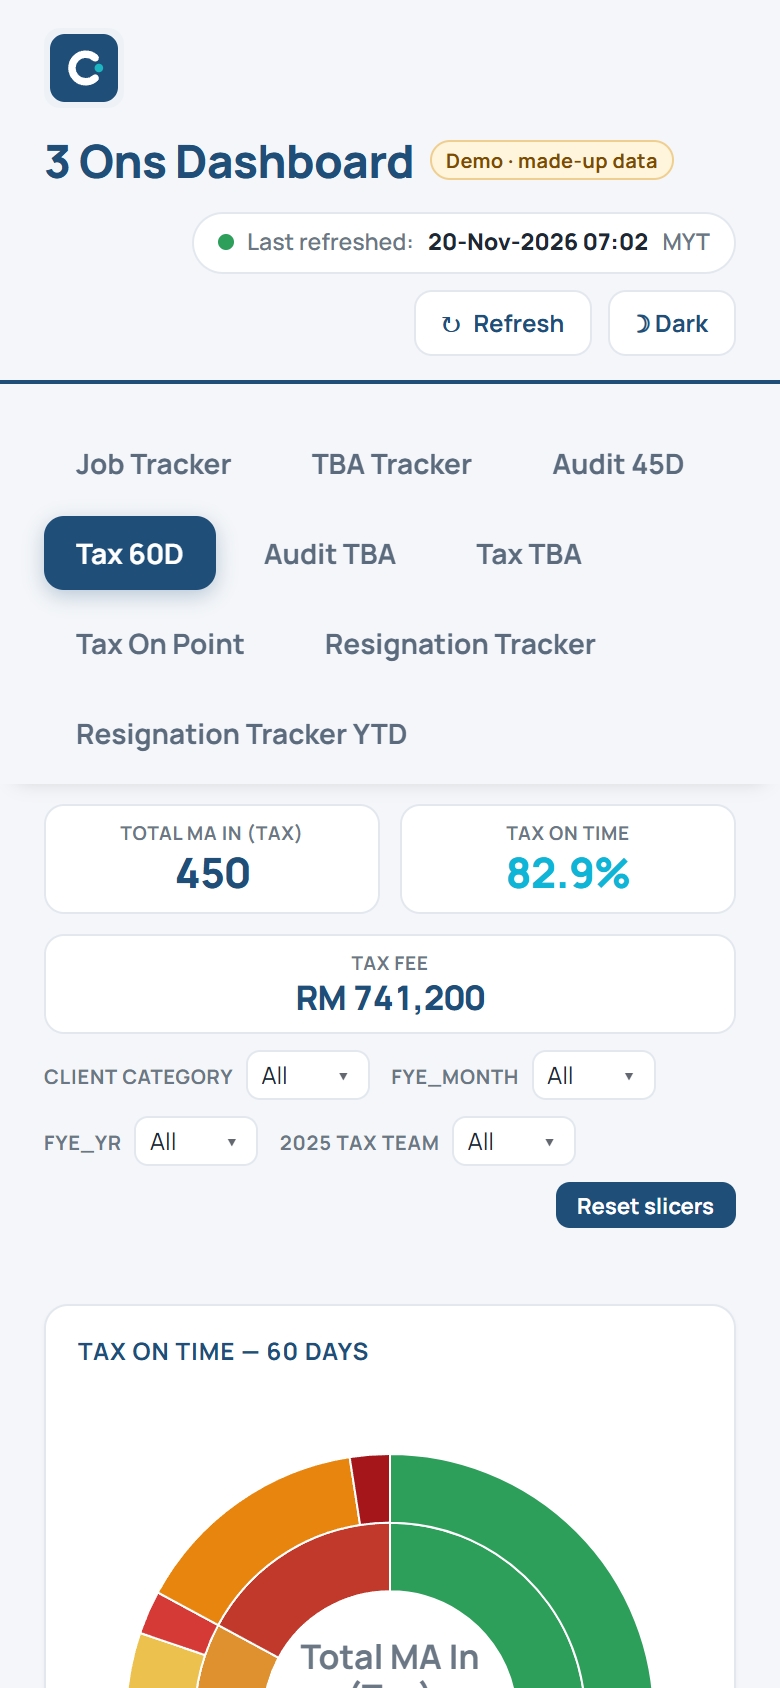 3 Ons Dashboard Demo · made-up data
Last refreshed: 20-Nov-2026 07:02 MYT
↻ Refresh ☽ Dark
Job Tracker TBA Tracker Audit 45D
Tax 60D Audit TBA Tax TBA
Tax On Point Resignation Tracker
Resignation Tracker YTD
TOTAL MA IN (TAX) TAX ON TIME
450 82.9%
TAX FEE
RM 741,200
CLIENT CATEGORY All FYE_MONTH All
FYE_YR All 2025 TAX TEAM All
Reset slicers
TAX ON TIME — 60 DAYS
Total MA In